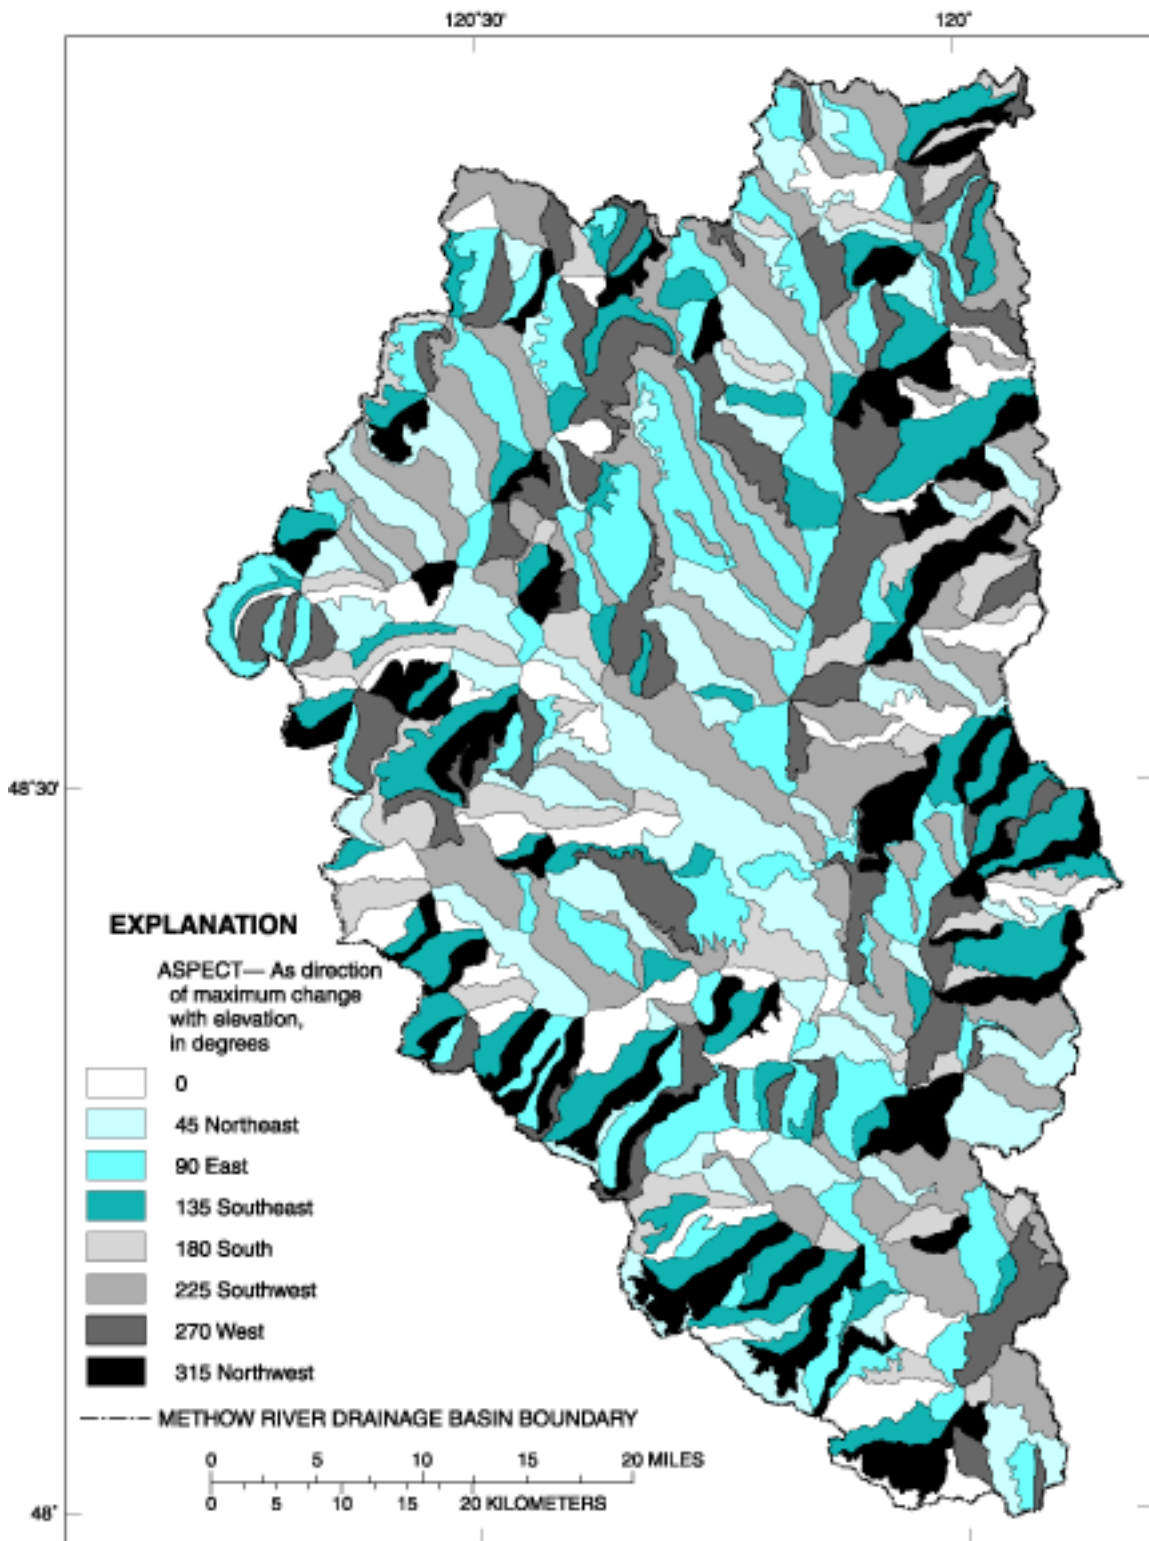 120°30'
120°
48°30'
EXPLANATION
ASPECT— As direction
of maximum change
with elevation,
in degrees
0
45 Northeast
90 East
135 Southeast
180 South
225 Southwest
270 West
315 Northwest
METHOW RIVER DRAINAGE BASIN BOUNDARY
0 5 10 15 20 MILES
0 5 10 15 20 KILOMETERS
48°